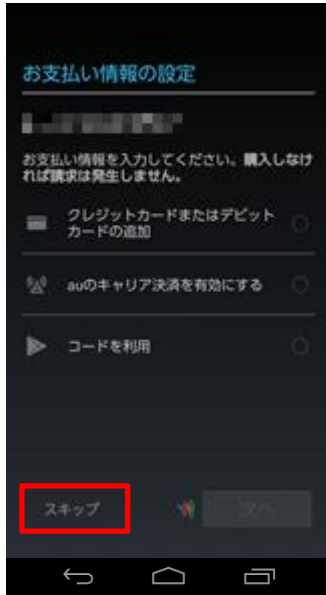 お支払い情報の設定
お支払い情報を入力してください。購入しなけ
れば請求は発生しません。
クレジットカードまたはデビット
カードの追加
auのキャリア決済を有効にする
コードを利用
スキップ
次へ